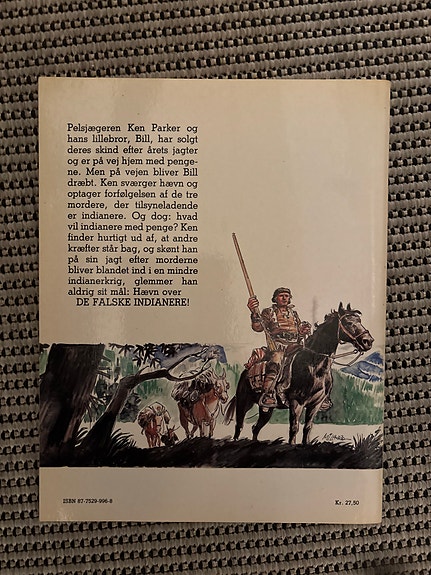 Pelsjægeren Ken Parker og
hans lillebror, Bill, har solgt
deres skind efter årets jagter
og er på vej hjem med penge-
ne. Men på vejen bliver Bill
dræbt. Ken sværger hævn og
optager forfølgelsen af de tre
mordere, der tilsyneladende
er indianere. Og dog: hvad
vil indianere med penge? Ken
finder hurtigt ud af, at andre
kræfter står bag, og skønt han
på sin jagt efter morderne
bliver blandet ind i en mindre
indianerkrig, glemmer han
aldrig sit mål: Hævn over
DE FALSKE INDIANERE!
ISBN 87-7529-906-8
Kr. 27,50